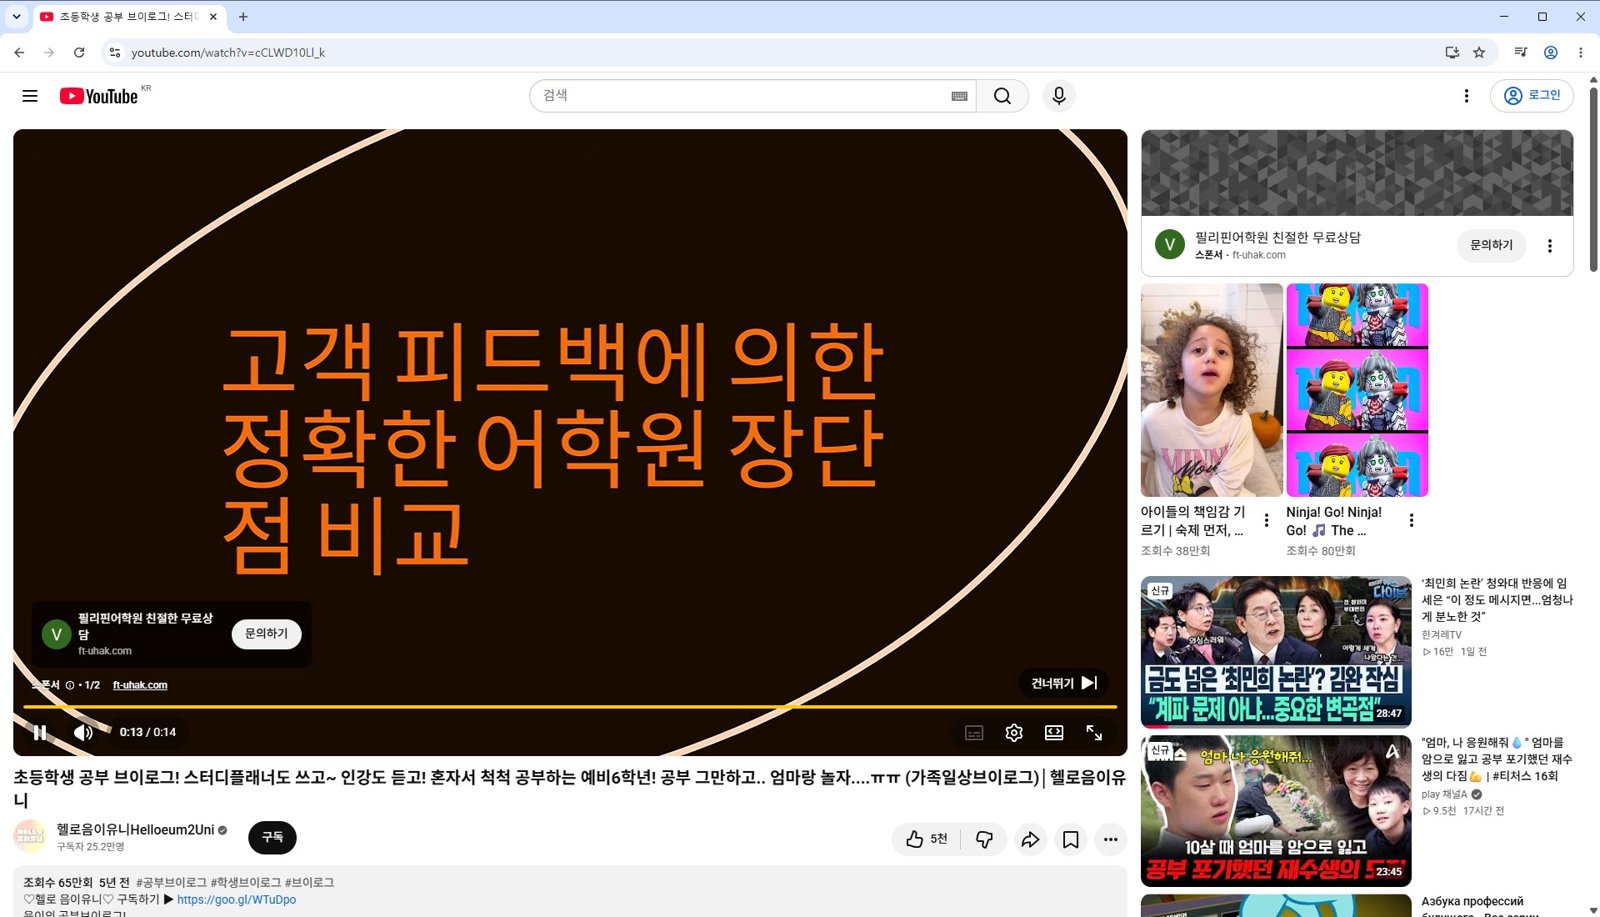 초등학생 공부 브이로그! 스터디
youtube.com/watch?v=cCLWD10Ll_k
YouTube KR
검색
로그인
고객 피드백에 의한
정확한 어학원 장단
점 비교
V
필리핀어학원 친절한 무료상
담
ft-uhak.com
문의하기
스폰서 · 1/2 ft-uhak.com
건너뛰기
0:13 / 0:14
초등학생 공부 브이로그! 스터디플래너도 쓰고~ 인강도 듣고! 혼자서 척척 공부하는 예비6학년! 공부 그만하고.. 엄마랑 놀자....ㅠㅠ (가족일상브이로그)│헬로음이유
니
헬로음이유니Helloeum2Uni
구독자 25.2만명
구독
5천
조회수 65만회 5년 전 #공부브이로그 #학생브이로그 #브이로그
♡헬로 음이유니♡ 구독하기 ▶ https://goo.gl/WTuDpo
음이의 공부브이로그!
V
필리핀어학원 친절한 무료상담
스폰서 · ft-uhak.com
문의하기
아이들의 책임감 기
르기 | 숙제 먼저, ...
조회수 38만회
Ninja! Go! Ninja!
Go! 🎵 The ...
조회수 80만회
신규
금도 넘은 '최민희 논란'? 김완 작심
"계파 문제 아냐...중요한 변곡점"
28:47
'최민희 논란' 청와대 반응에 임
세은 "이 정도 메시지면...엄청나
게 분노한 것"
한겨레TV
▷ 16만 1일 전
신규
엄마 나 응원해줘...
10살 때 엄마를 암으로 잃고
공부 포기했던 재수생의
23:45
"엄마, 나 응원해줘💧" 엄마를
암으로 잃고 공부 포기했던 재수
생의 다짐💪 | #티처스 16회
play 채널A
▷ 9.5천 17시간 전
Азбука профессий